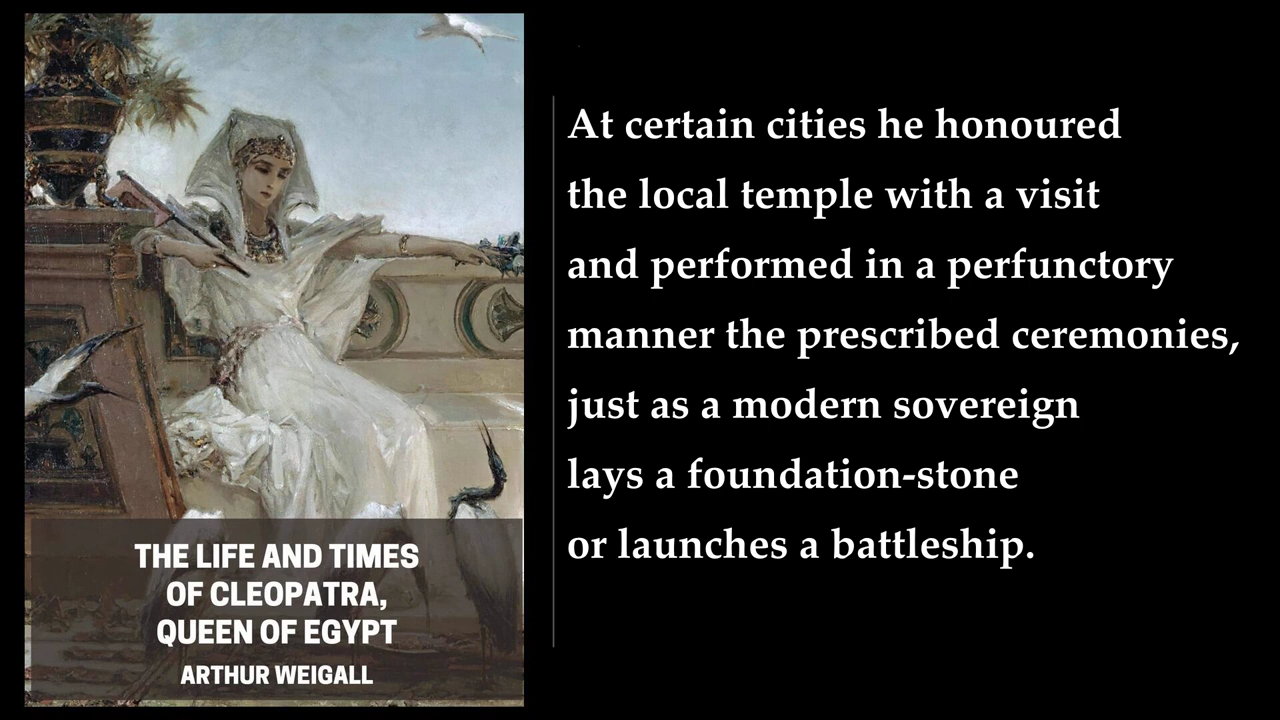 THE LIFE AND TIMES
OF CLEOPATRA,
QUEEN OF EGYPT
ARTHUR WEIGALL
At certain cities he honoured
the local temple with a visit
and performed in a perfunctory
manner the prescribed ceremonies,
just as a modern sovereign
lays a foundation-stone
or launches a battleship.